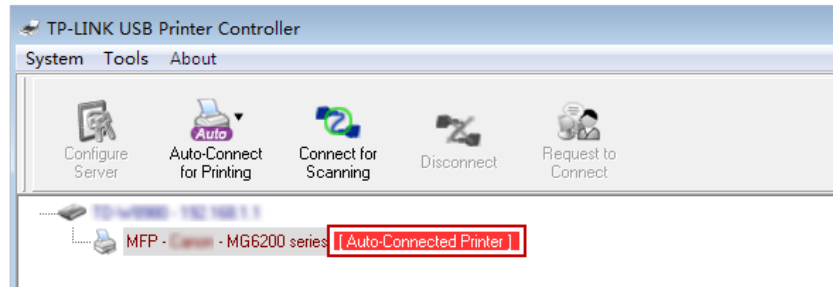 TP-LINK USB Printer Controller
System Tools About
Configure Server
Auto
Auto-Connect for Printing
Connect for Scanning
Disconnect
Request to Connect
MFP - - MG6200 series [ Auto-Connected Printer ]